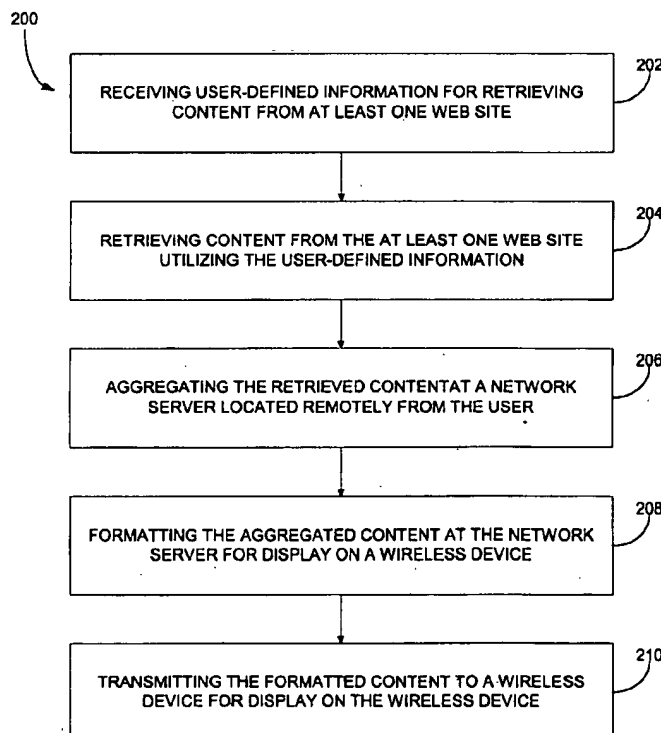 200
202
RECEIVING USER-DEFINED INFORMATION FOR RETRIEVING
CONTENT FROM AT LEAST ONE WEB SITE
204
RETRIEVING CONTENT FROM THE AT LEAST ONE WEB SITE
UTILIZING THE USER-DEFINED INFORMATION
206
AGGREGATING THE RETRIEVED CONTENTAT A NETWORK
SERVER LOCATED REMOTELY FROM THE USER
208
FORMATTING THE AGGREGATED CONTENT AT THE NETWORK
SERVER FOR DISPLAY ON A WIRELESS DEVICE
210
TRANSMITTING THE FORMATTED CONTENT TO A WIRELESS
DEVICE FOR DISPLAY ON THE WIRELESS DEVICE